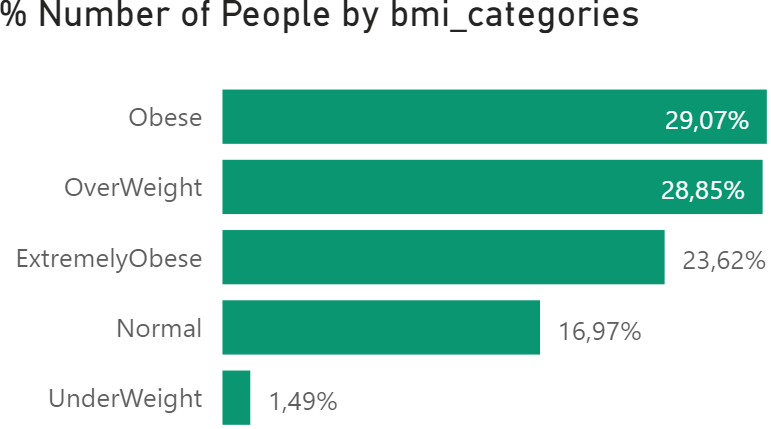 % Number of People by bmi_categories
Obese 29,07%
OverWeight 28,85%
ExtremelyObese 23,62%
Normal 16,97%
UnderWeight 1,49%